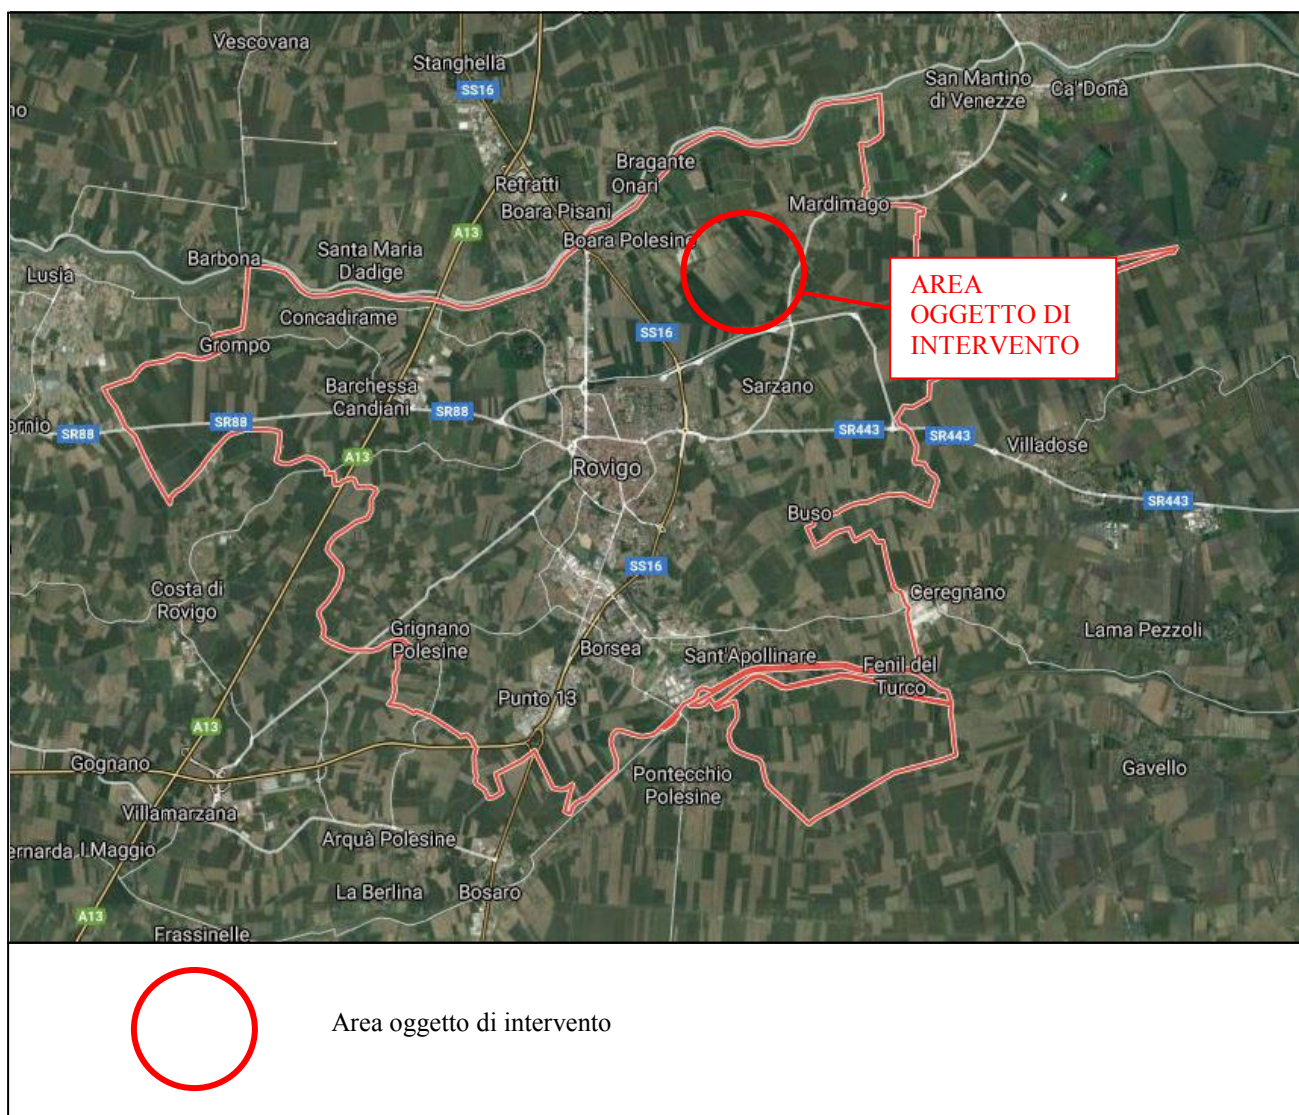 Vescovana
Stanghella
SS16
San Martino
di Venezze
Ca' Donà
no
Bragante
Onari
Retratti
Boara Pisani
Mardimago
A13
Boara Polesine
Santa Maria
D'adige
Barbona
Lusia
AREA
OGGETTO DI
INTERVENTO
Concadirame
Grompo
SS16
Barchessa
Candiani
Sarzano
SR88
SR88
SR88
ornio
SR443
SR443
Villadose
A13
Rovigo
SR443
Buso
SS16
Costa di
Rovigo
Ceregnano
Grignano
Polesine
Lama Pezzoli
Borsea
Sant'Apollinare
Fenil del
Turco
Punto 13
A13
Gognano
Pontecchio
Polesine
Gavello
Villamarzana
Arquà Polesine
ernarda I Maggio
La Berlina
Bosaro
A13
Frassinelle
Area oggetto di intervento